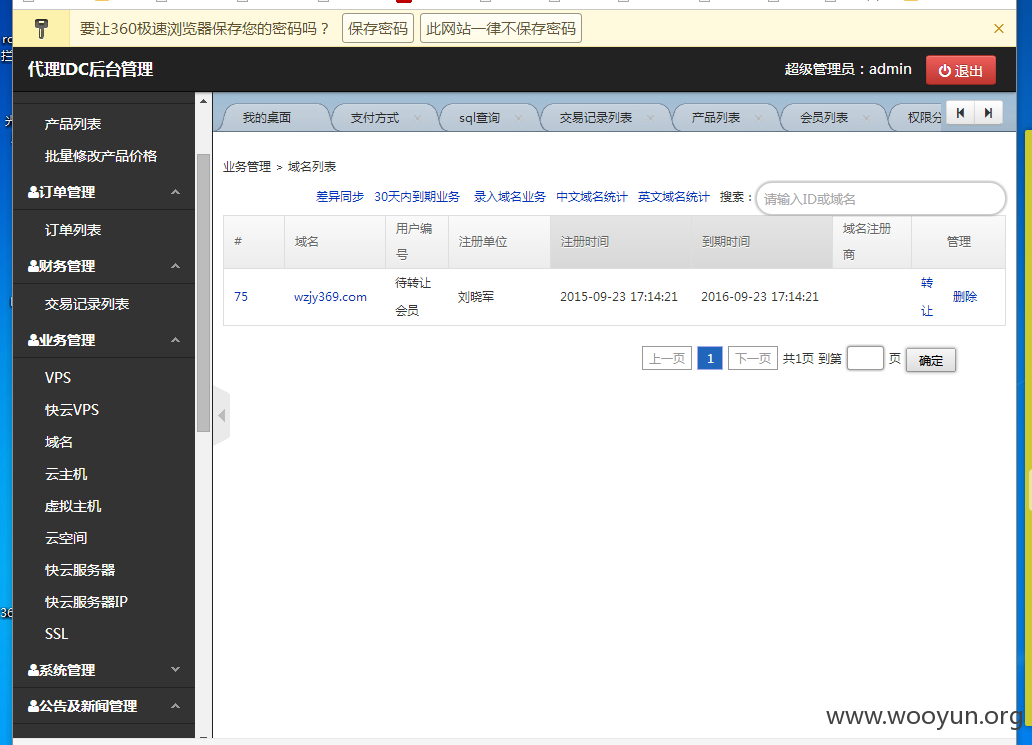 要让360极速浏览器保存您的密码吗？ 保存密码 此网站一律不保存密码
代理IDC后台管理 超级管理员：admin 退出
我的桌面 支付方式 sql查询 交易记录列表 产品列表 会员列表 权限分
产品列表
批量修改产品价格
订单管理
订单列表
财务管理
交易记录列表
业务管理
VPS
快云VPS
域名
云主机
虚拟主机
云空间
快云服务器
快云服务器IP
SSL
系统管理
公告及新闻管理
业务管理 > 域名列表
差异同步 30天内到期业务 录入域名业务 中文域名统计 英文域名统计 搜索： 请输入ID或域名
# 域名 用户编号 注册单位 注册时间 到期时间 域名注册商 管理
75 wzjy369.com 待转让会员 刘晓军 2015-09-23 17:14:21 2016-09-23 17:14:21 转让 删除
上一页 1 下一页 共1页 到第 页 确定
www.wooyun.org